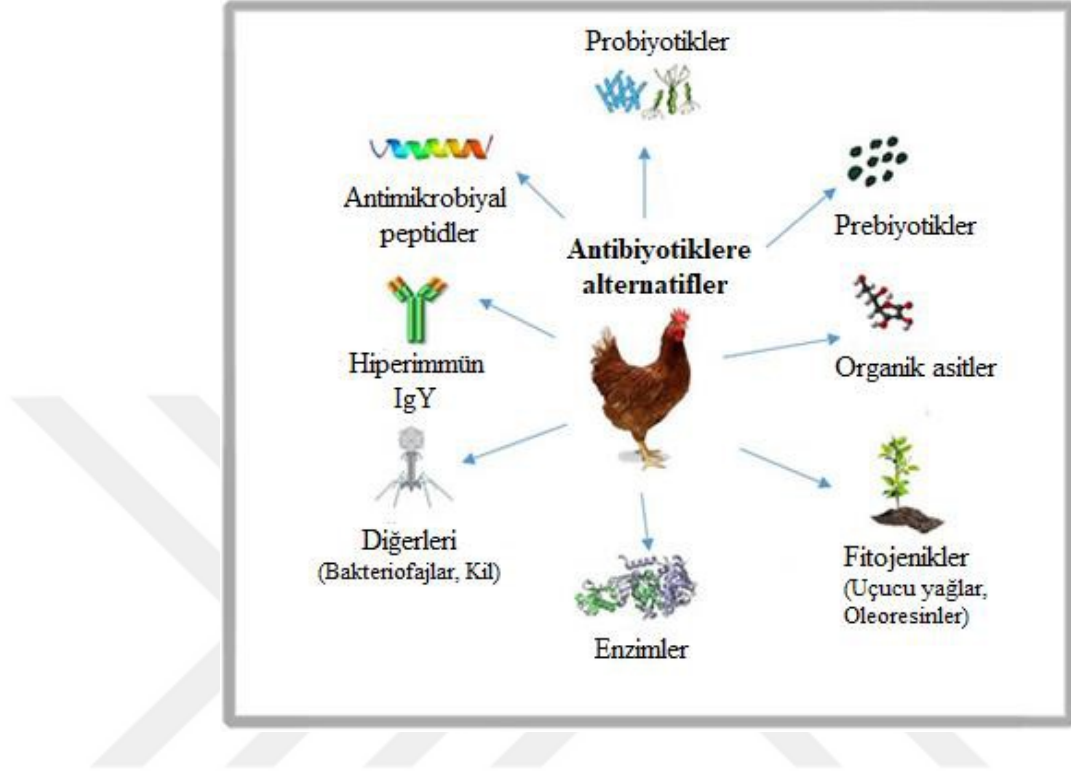 Probiyotikler
Antimikrobiyal
peptidler
Prebiyotikler
Antibiyotiklere
alternatifler
Hiperimmün
IgY
Organik asitler
Diğerleri
(Bakteriofajlar, Kil)
Fitojenikler
(Uçucu yağlar,
Oleoresinler)
Enzimler